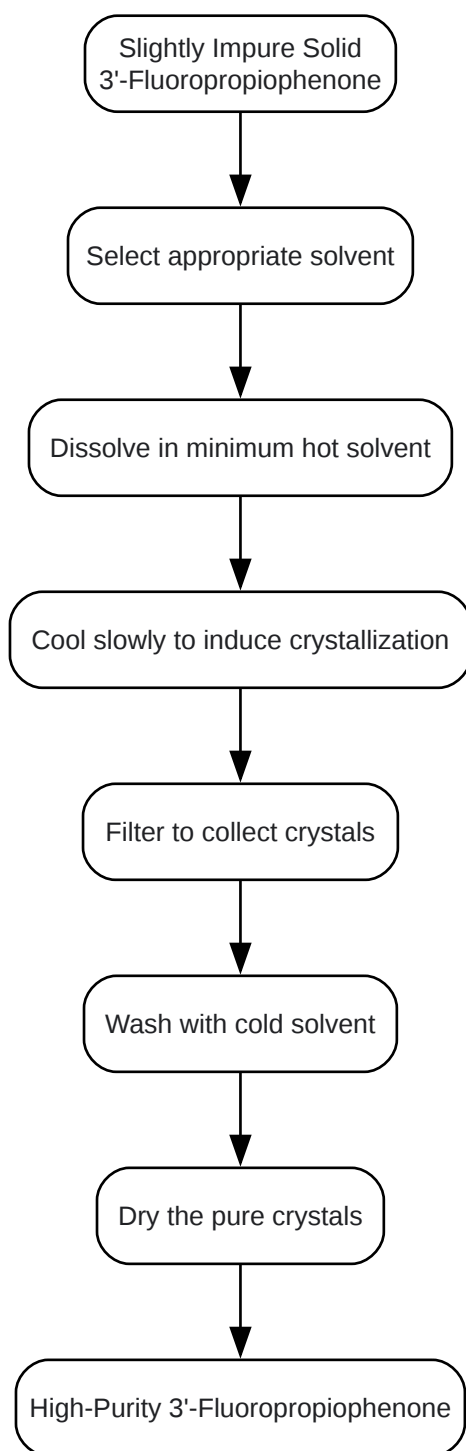 Slightly Impure Solid
3'-Fluoropropiophenone
Select appropriate solvent
Dissolve in minimum hot solvent
Cool slowly to induce crystallization
Filter to collect crystals
Wash with cold solvent
Dry the pure crystals
High-Purity 3'-Fluoropropiophenone